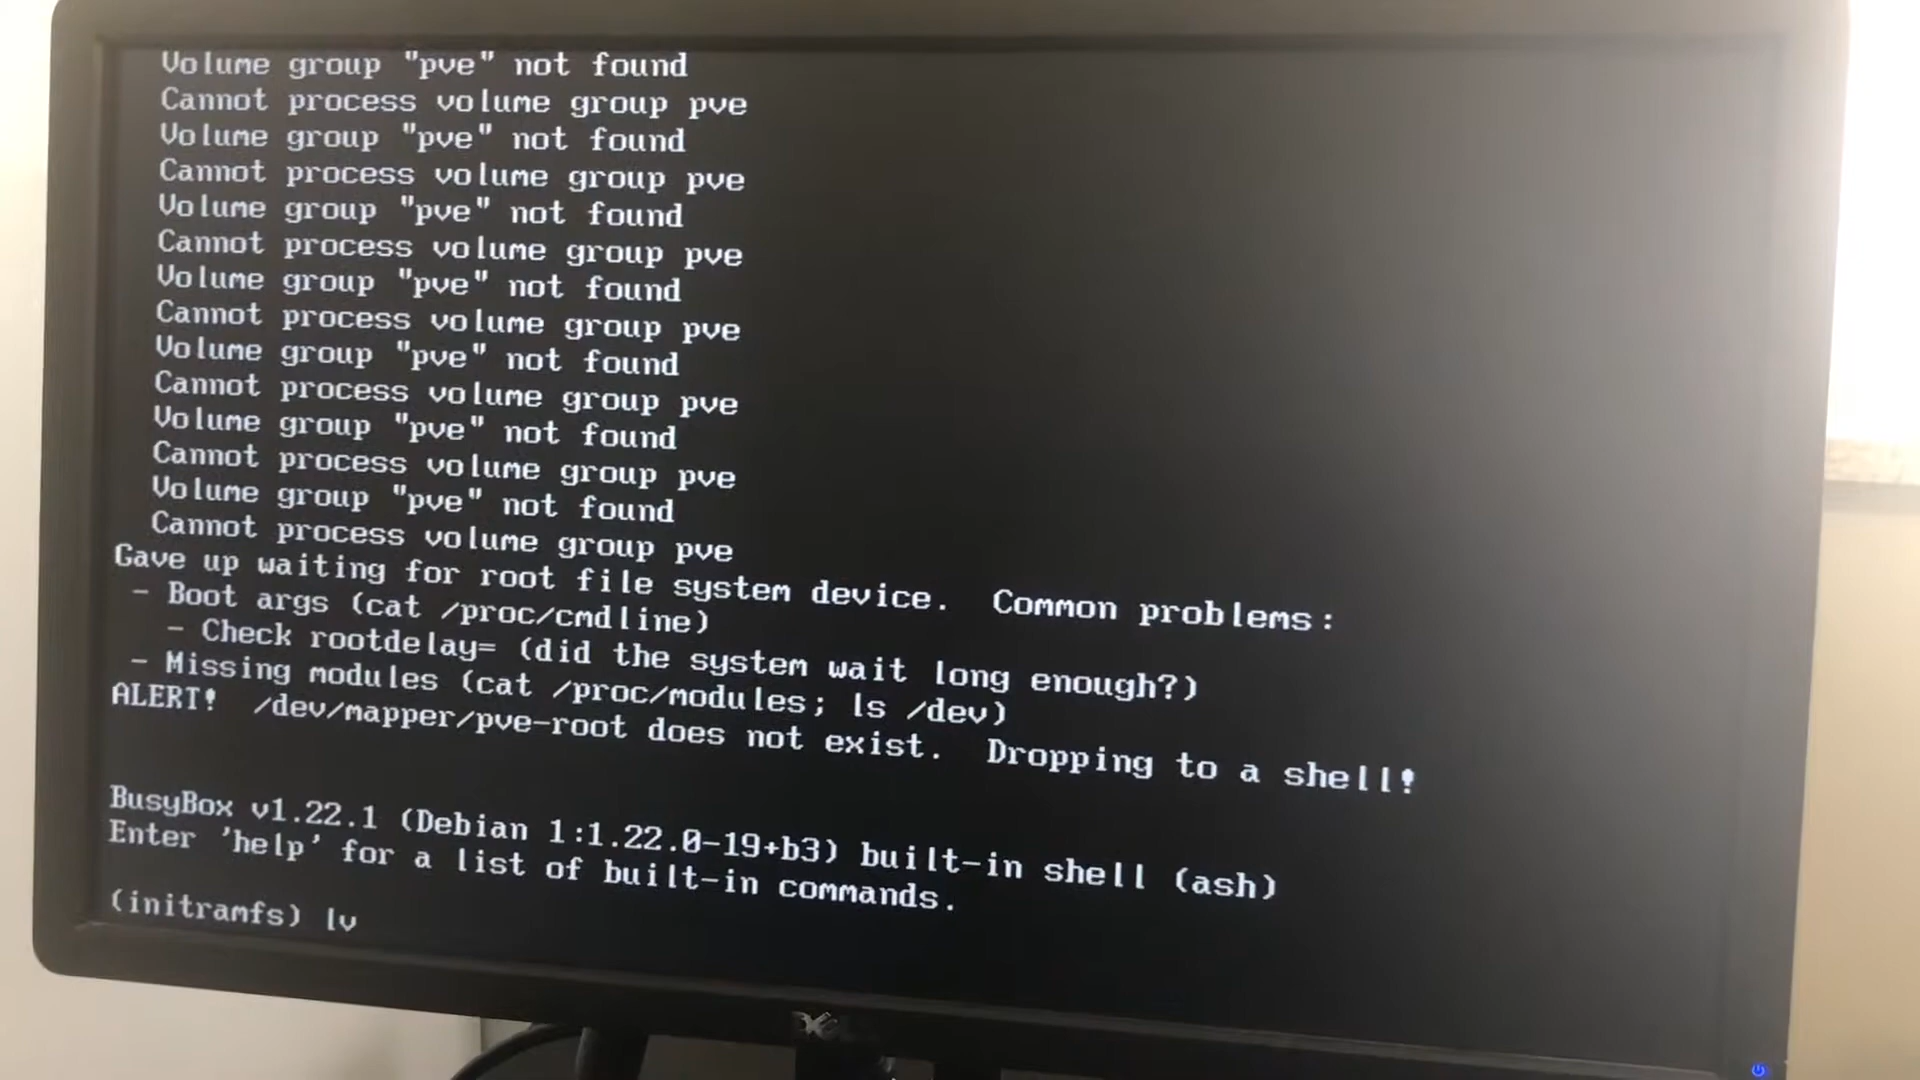 Volume group "pve" not found
Cannot process volume group pve
Volume group "pve" not found
Cannot process volume group pve
Volume group "pve" not found
Cannot process volume group pve
Volume group "pve" not found
Cannot process volume group pve
Volume group "pve" not found
Cannot process volume group pve
Volume group "pve" not found
Cannot process volume group pve
Volume group "pve" not found
Cannot process volume group pve
Gave up waiting for root file system device.  Common problems:
- Boot args (cat /proc/cmdline)
- Check rootdelay= (did the system wait long enough?)
- Missing modules (cat /proc/modules; ls /dev)
ALERT!  /dev/mapper/pve-root does not exist.  Dropping to a shell!
BusyBox v1.22.1 (Debian 1:1.22.0-19+b3) built-in shell (ash)
Enter 'help' for a list of built-in commands.
(initramfs) lv